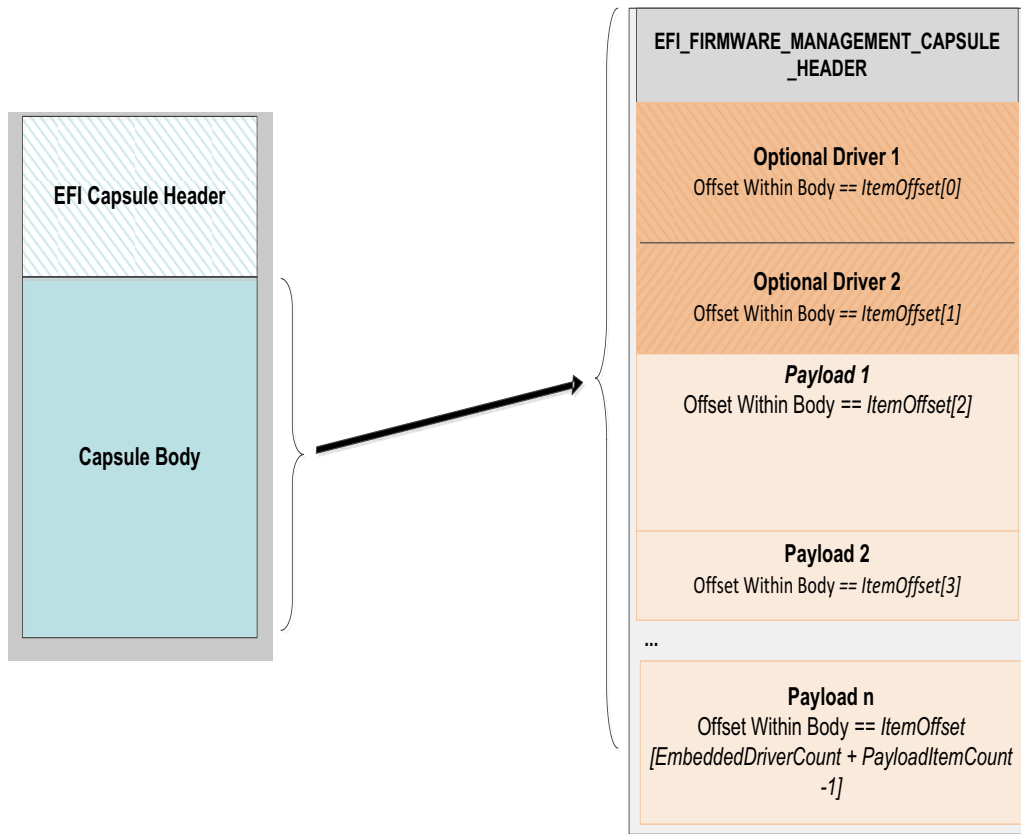 EFI Capsule Header
Capsule Body
EFI_FIRMWARE_MANAGEMENT_CAPSULE
_HEADER
Optional Driver 1
Offset Within Body == ItemOffset[0]
Optional Driver 2
Offset Within Body == ItemOffset[1]
Payload 1
Offset Within Body == ItemOffset[2]
Payload 2
Offset Within Body == ItemOffset[3]
...
Payload n
Offset Within Body == ItemOffset
[EmbeddedDriverCount + PayloadItemCount
-1]